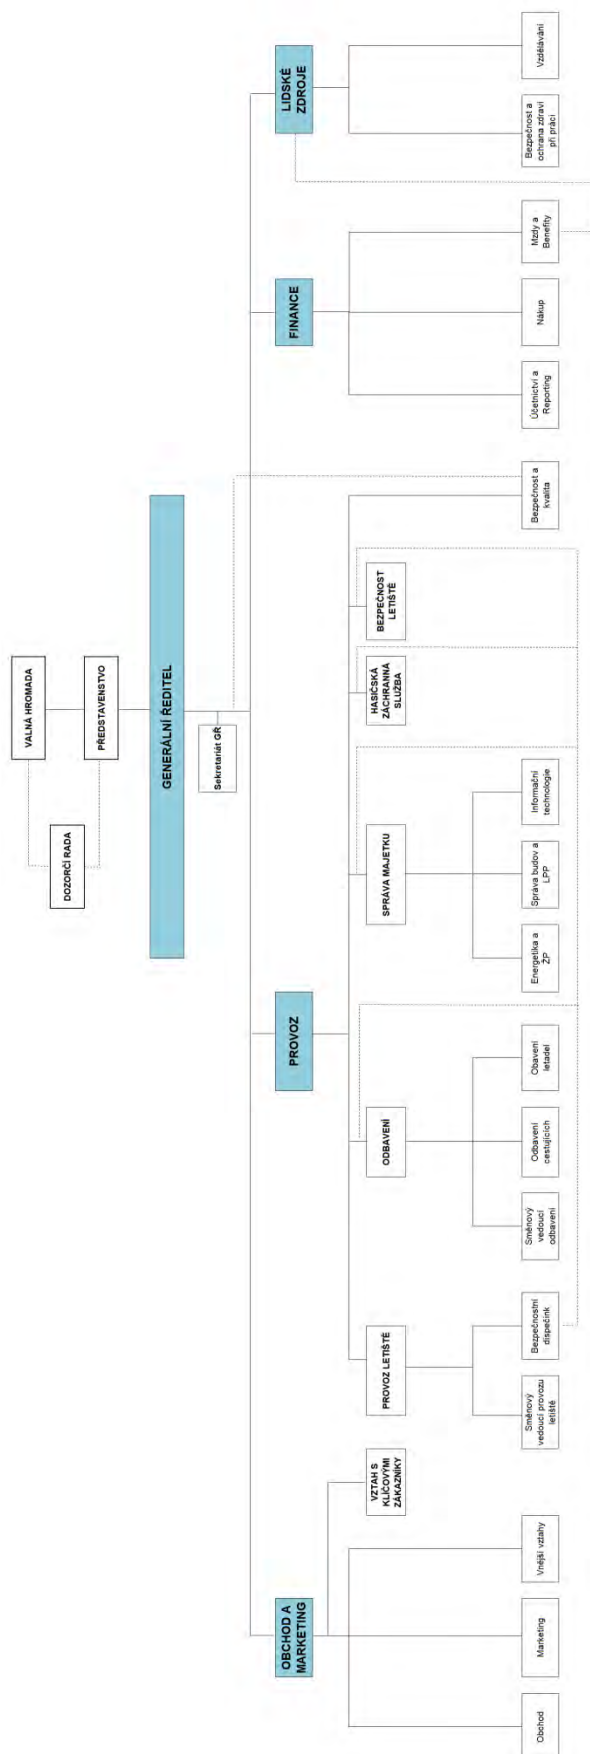 VALNÁ HROMADA
DOZORČÍ RADA
PŘEDSTAVENSTVO
GENERÁLNÍ ŘEDITEL
Sekretariát GŘ
OBCHOD A
MARKETING
PROVOZ
FINANCE
LIDSKÉ
ZDROJE
VZTAH S
KLÍČOVÝMI
ZÁKAZNÍKY
PROVOZ LETIŠTĚ
ODBAVENÍ
SPRÁVA MAJETKU
HASIČSKÁ
ZÁCHRANNÁ
SLUŽBA
BEZPEČNOST
LETIŠTĚ
Obchod
Marketing
Vnější vztahy
Směnový
vedoucí provozu
letiště
Bezpečnostní
dispečink
Směnový
vedoucí
odbavení
Odbavení
cestujících
Obavení
letadel
Energetika a
ŽP
Správa budov a
LPP
Informační
technologie
Bezpečnost a
kvalita
Účetnictví a
Reporting
Nákup
Mzdy a
Benefity
Bezpečnost a
ochrana zdraví
při práci
Vzdělávání